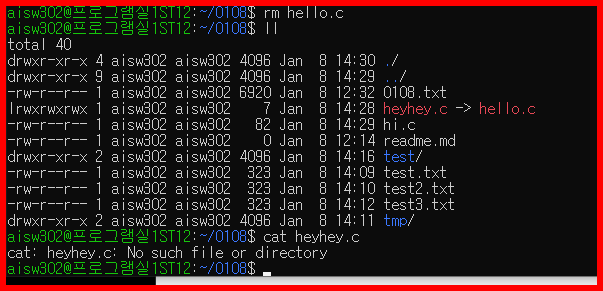 aisw302@프로그램실1ST12:~/0108$ rm hello.c
aisw302@프로그램실1ST12:~/0108$ ll
total 40
drwxr-xr-x 4 aisw302 aisw302 4096 Jan  8 14:30 ./
drwxr-xr-x 9 aisw302 aisw302 4096 Jan  8 14:29 ../
-rw-r--r-- 1 aisw302 aisw302 6920 Jan  8 12:32 0108.txt
lrwxrwxrwx 1 aisw302 aisw302    7 Jan  8 14:28 heyhey.c -> hello.c
-rw-r--r-- 1 aisw302 aisw302   82 Jan  8 14:29 hi.c
-rw-r--r-- 1 aisw302 aisw302    0 Jan  8 12:14 readme.md
drwxr-xr-x 2 aisw302 aisw302 4096 Jan  8 14:16 test/
-rw-r--r-- 1 aisw302 aisw302  323 Jan  8 14:09 test.txt
-rw-r--r-- 1 aisw302 aisw302  323 Jan  8 14:10 test2.txt
-rw-r--r-- 1 aisw302 aisw302  323 Jan  8 14:12 test3.txt
drwxr-xr-x 2 aisw302 aisw302 4096 Jan  8 14:11 tmp/
aisw302@프로그램실1ST12:~/0108$ cat heyhey.c
cat: heyhey.c: No such file or directory
aisw302@프로그램실1ST12:~/0108$